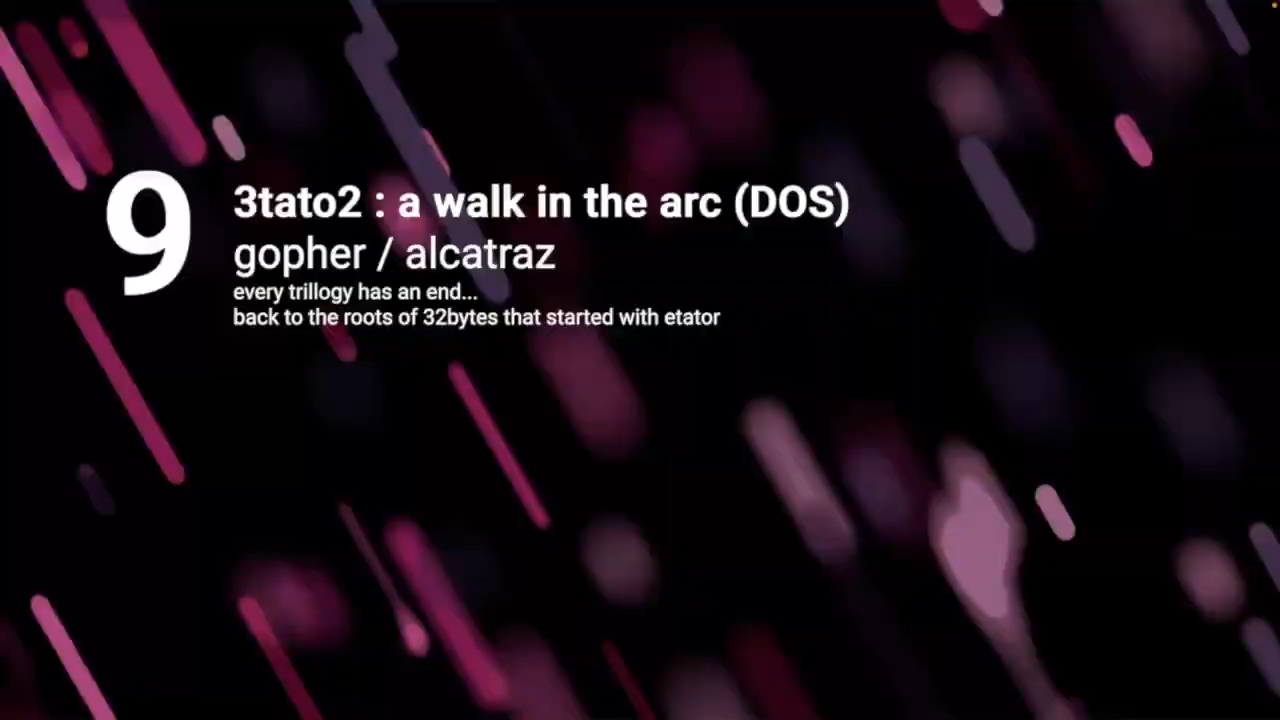 9
3tato2 : a walk in the arc (DOS)
gopher / alcatraz
every trillogy has an end...
back to the roots of 32bytes that started with etator